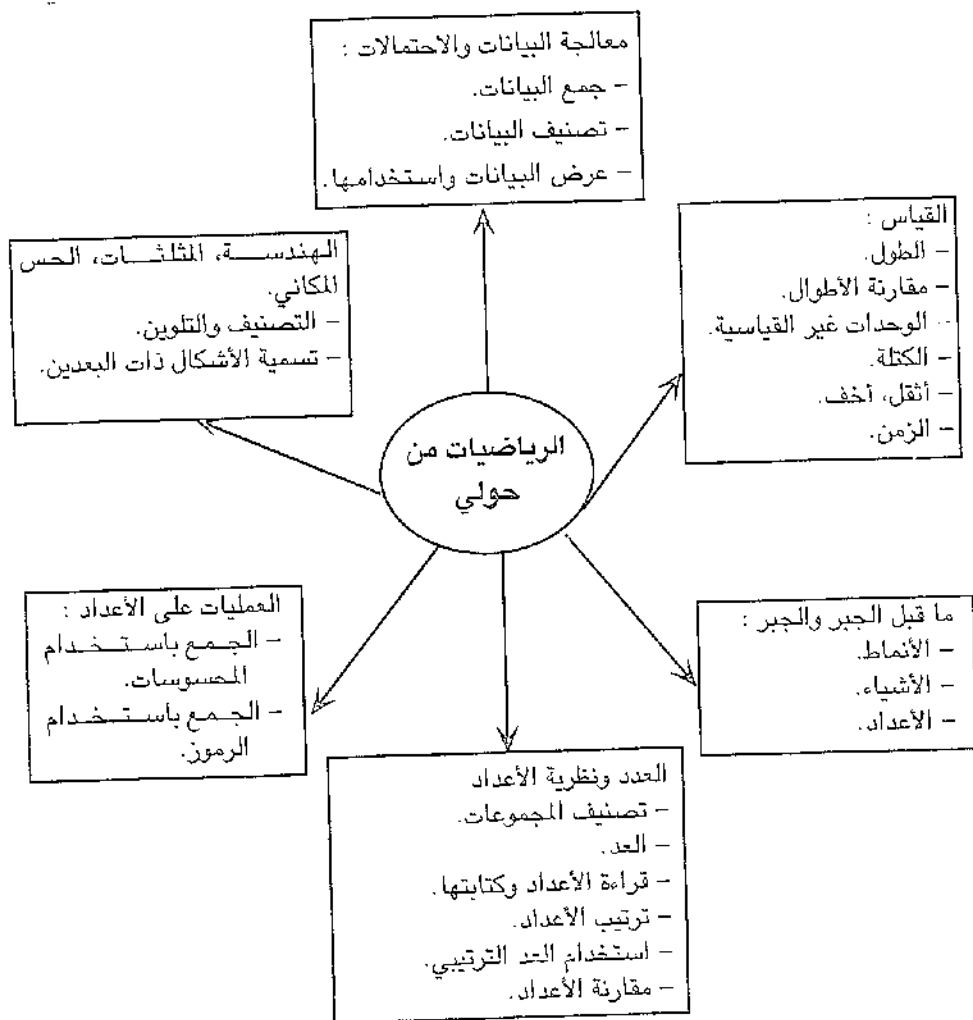 معالجة البيانات والاحتمالات :
– جمع البيانات.
– تصنيف البيانات.
– عرض البيانات واستخدامها.
القياس :
– الطول.
– مقارنة الأطوال.
– الوحدات غير القياسية.
– الكتلة.
– أثقل، أخف.
– الزمن.
الهندسة، المثلثات، الحس
المكاني.
– التصنيف والتلوين.
– تسمية الأشكال ذات البعدين.
الرياضيات من
حولي
العمليات على الأعداد :
– الجمع باستخدام
المحسوسات.
– الجمع باستخدام
الرموز.
ما قبل الجبر والجبر :
– الأنماط.
– الأشياء.
– الأعداد.
العدد ونظرية الأعداد
– تصنيف المجموعات.
– العد.
– قراءة الأعداد وكتابتها.
– ترتيب الأعداد.
– استخدام العد الترتيبي.
– مقارنة الأعداد.